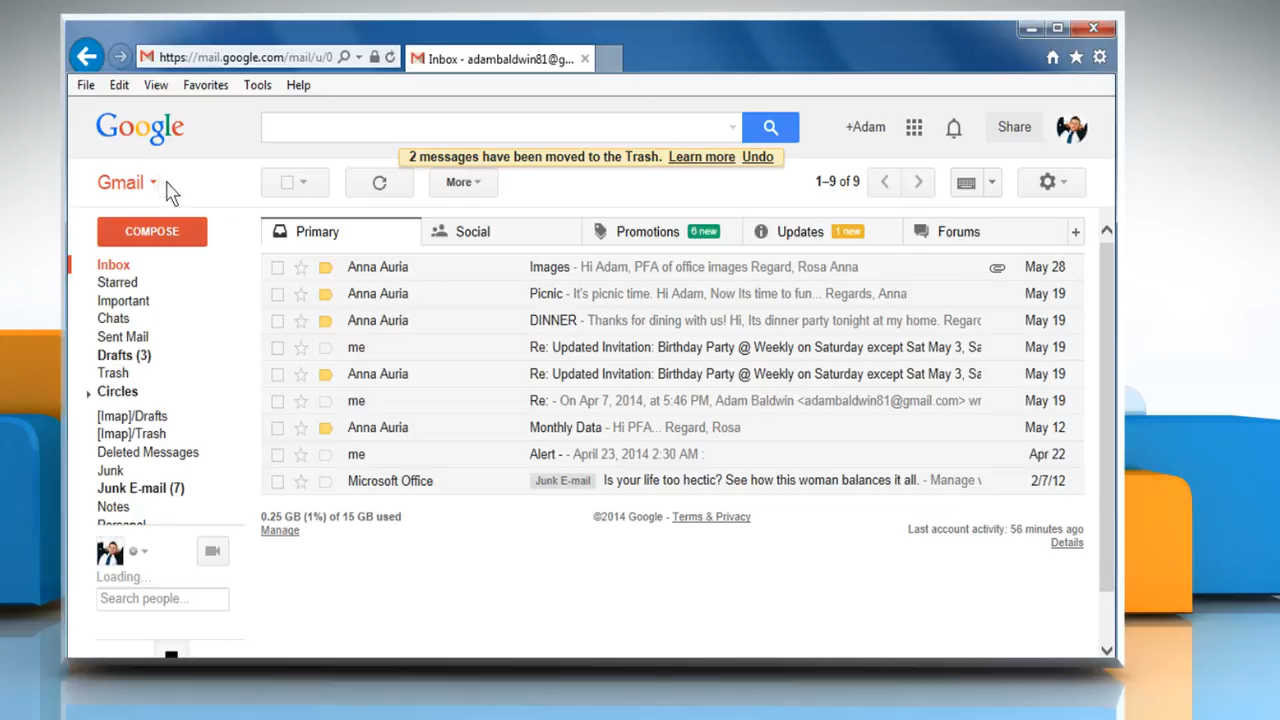 https://mail.google.com/mail/u/0
Inbox - adambaldwin81@g...
File Edit View Favorites Tools Help
Google
+Adam
Share
2 messages have been moved to the Trash. Learn more Undo
Gmail
More
1–9 of 9
COMPOSE
Primary
Social
Promotions 6 new
Updates 1 new
Forums
+
Inbox
Starred
Important
Chats
Sent Mail
Drafts (3)
Trash
Circles
[Imap]/Drafts
[Imap]/Trash
Deleted Messages
Junk
Junk E-mail (7)
Notes
Personal
Anna Auria Images - Hi Adam, PFA of office images Regard, Rosa Anna May 28
Anna Auria Picnic - It's picnic time. Hi Adam, Now Its time to fun... Regards, Anna May 19
Anna Auria DINNER - Thanks for dining with us! Hi, Its dinner party tonight at my home. Regarc May 19
me Re: Updated Invitation: Birthday Party @ Weekly on Saturday except Sat May 3, Sa May 19
Anna Auria Re: Updated Invitation: Birthday Party @ Weekly on Saturday except Sat May 3, Sa May 19
me Re: - On Apr 7, 2014, at 5:46 PM, Adam Baldwin <adambaldwin81@gmail.com> wr May 19
Anna Auria Monthly Data - Hi PFA... Regard, Rosa May 12
me Alert - - April 23, 2014 2:30 AM : Apr 22
Microsoft Office Junk E-mail Is your life too hectic? See how this woman balances it all. - Manage v 2/7/12
0.25 GB (1%) of 15 GB used
Manage
©2014 Google - Terms & Privacy
Last account activity: 56 minutes ago
Details
Loading...
Search people...